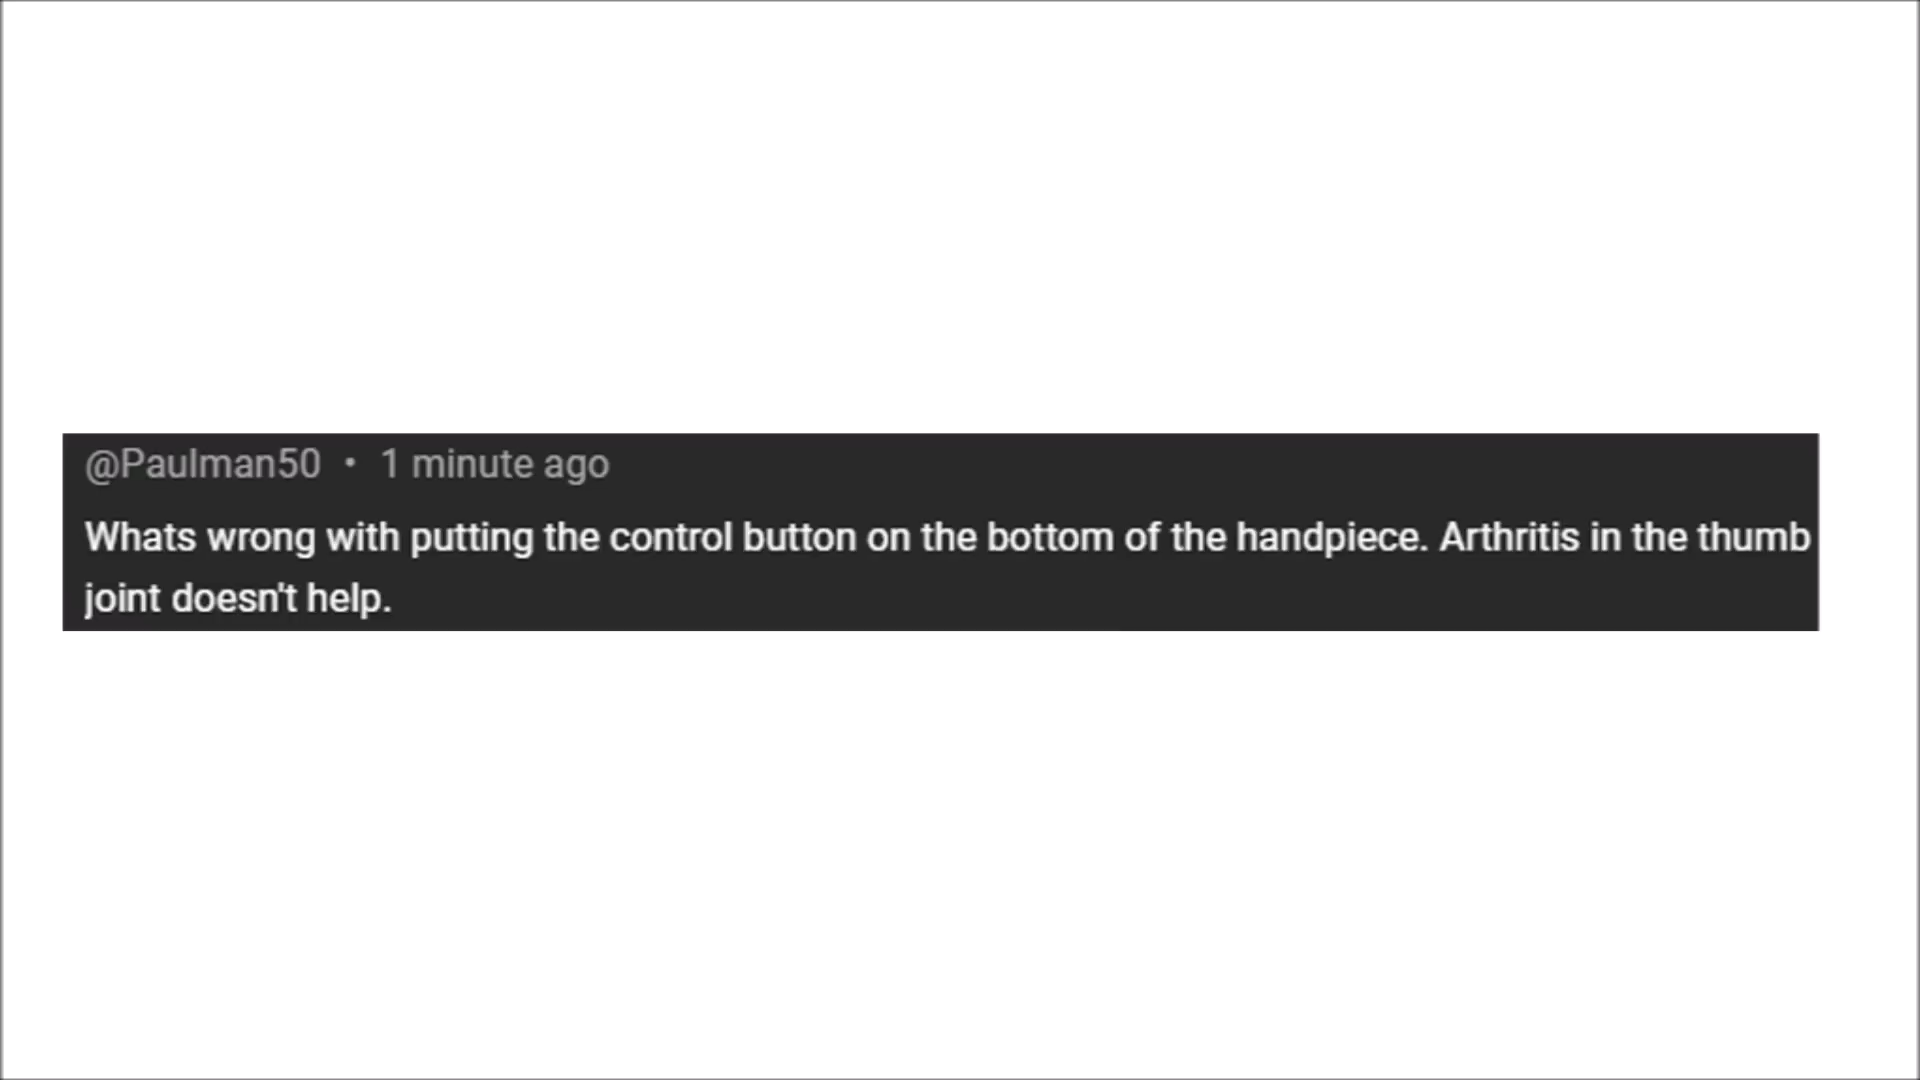 @Paulman50 • 1 minute ago
Whats wrong with putting the control button on the bottom of the handpiece. Arthritis in the thumb
joint doesn't help.